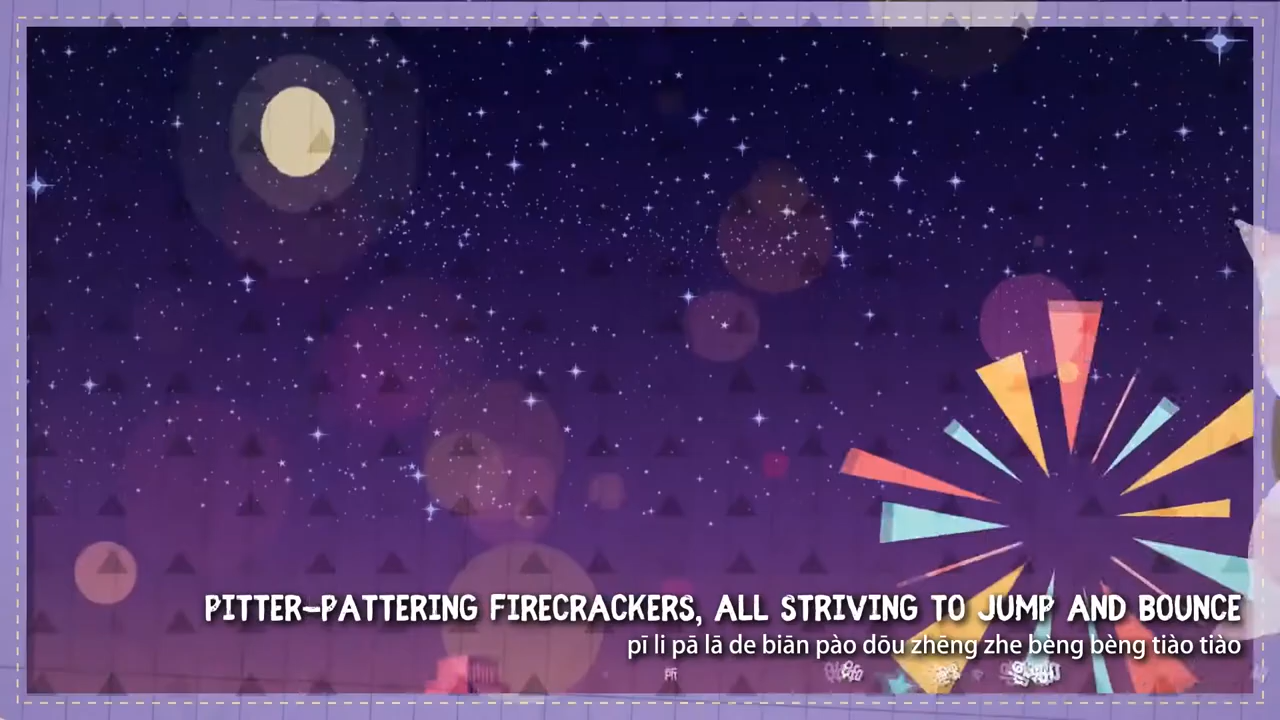 PITTER-PATTERING FIRECRACKERS, ALL STRIVING TO JUMP AND BOUNCE
pī li pā lā de biān pào dōu zhēng zhe bèng bèng tiào tiào